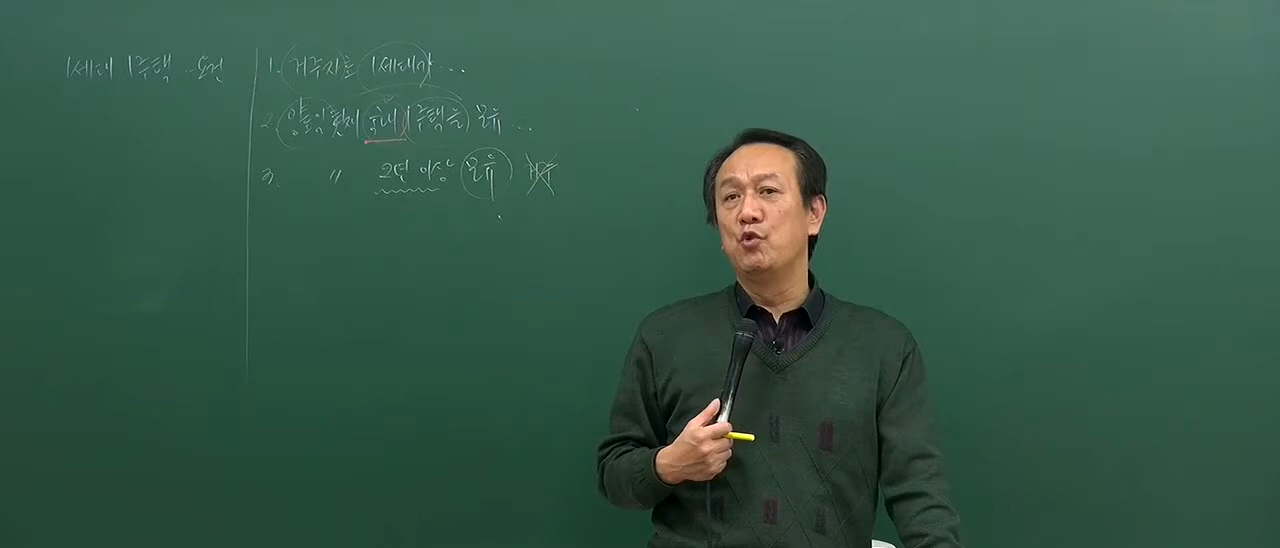 1세대 1주택 요건
1. 거주자로 1세대가 ...
2. 양도일 현재 국내 1주택을 보유 ...
3. 〃 2년 이상 보유